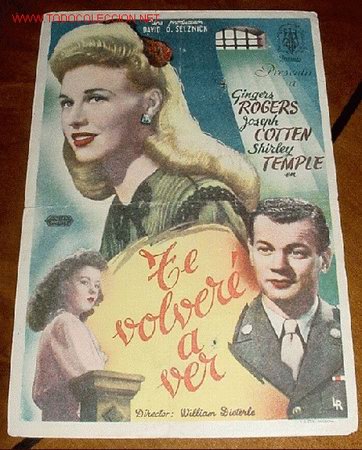 WWW.TODOCOLECCION.NET
Una producción
DAVID O. SELZNICK
Presenta
a
Gingers
ROGERS
Joseph
COTTEN
Shirley
TEMPLE
en
Te
volveré
a
ver
Director: William Dieterle